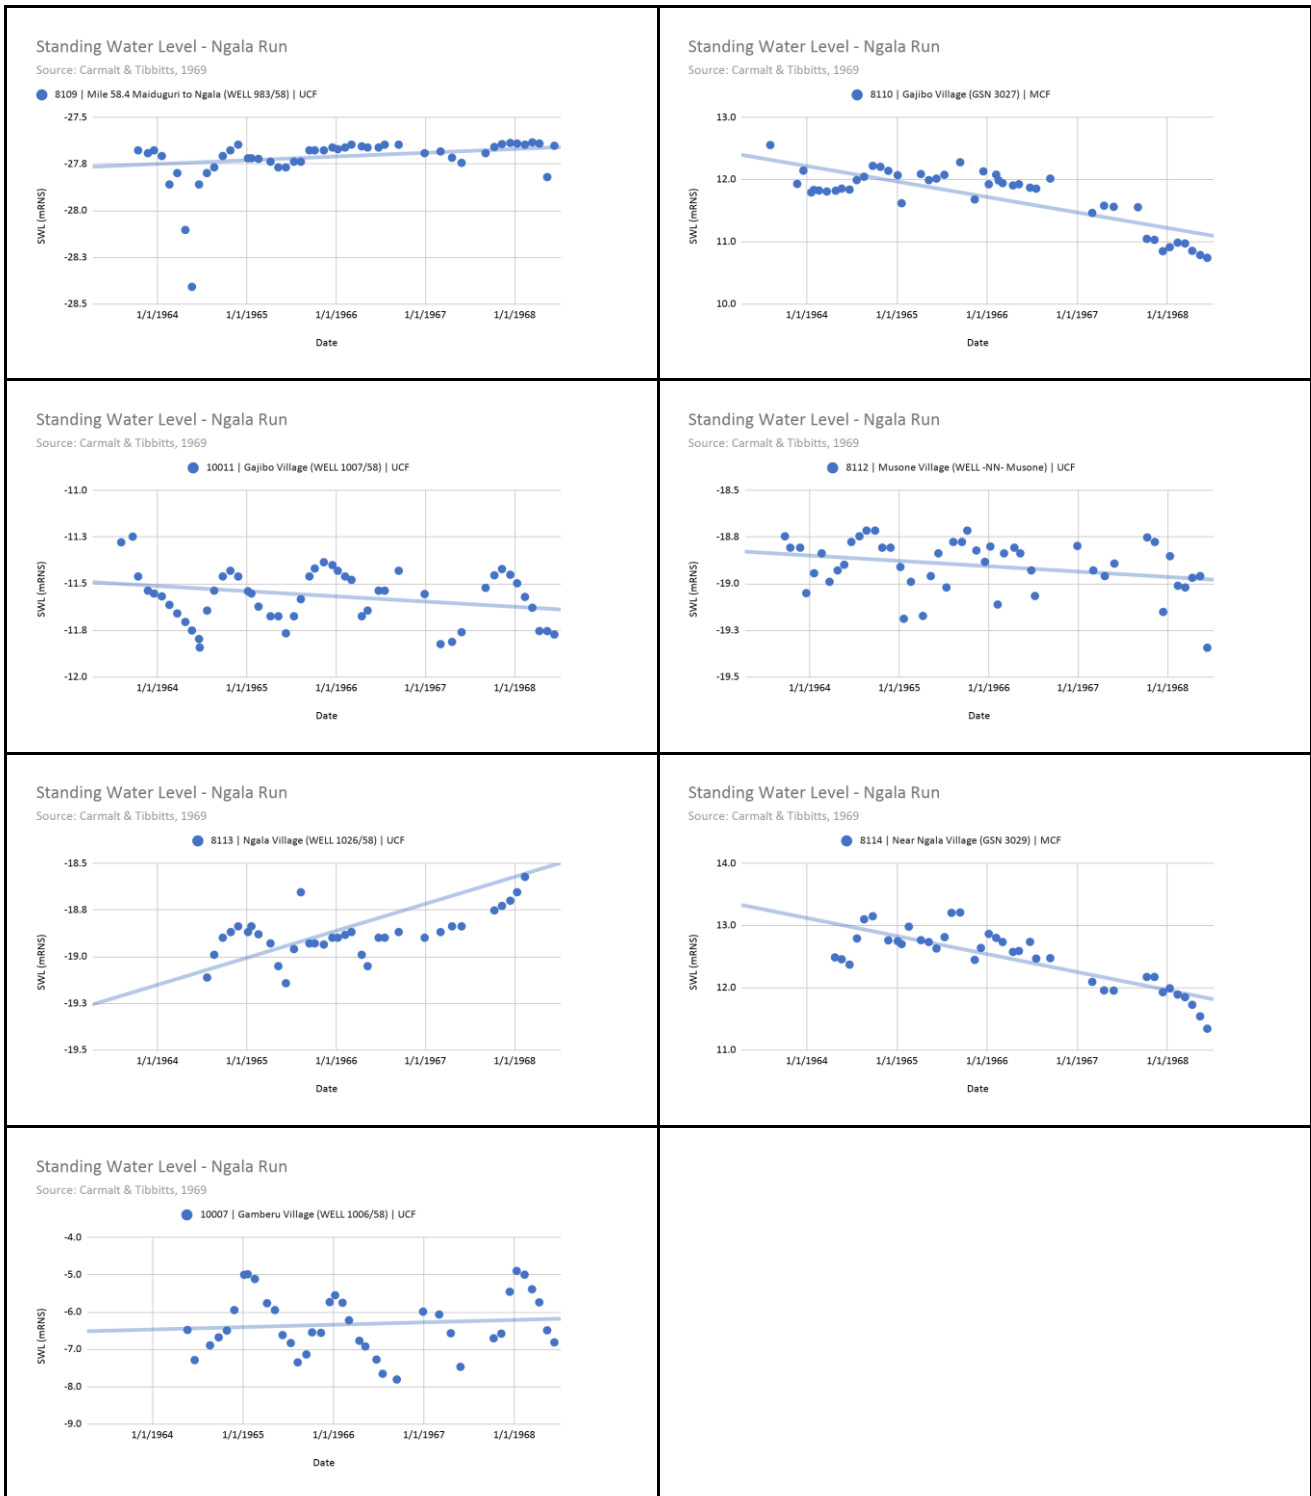 Standing Water Level - Ngala Run
Source: Carmalt & Tibbitts, 1969
8109 | Mile 58.4 Maiduguri to Ngala (WELL 983/58) | UCF
-27.5
-27.8
-28.0
-28.3
-28.5
SWL (mRNS)
1/1/1964 1/1/1965 1/1/1966 1/1/1967 1/1/1968
Date
Standing Water Level - Ngala Run
Source: Carmalt & Tibbitts, 1969
8110 | Gajibo Village (GSN 3027) | MCF
13.0
12.0
11.0
10.0
SWL (mRNS)
1/1/1964 1/1/1965 1/1/1966 1/1/1967 1/1/1968
Date
Standing Water Level - Ngala Run
Source: Carmalt & Tibbitts, 1969
10011 | Gajibo Village (WELL 1007/58) | UCF
-11.0
-11.3
-11.5
-11.8
-12.0
SWL (mRNS)
1/1/1964 1/1/1965 1/1/1966 1/1/1967 1/1/1968
Date
Standing Water Level - Ngala Run
Source: Carmalt & Tibbitts, 1969
8112 | Musone Village (WELL -NN- Musone) | UCF
-18.5
-18.8
-19.0
-19.3
-19.5
SWL (mRNS)
1/1/1964 1/1/1965 1/1/1966 1/1/1967 1/1/1968
Date
Standing Water Level - Ngala Run
Source: Carmalt & Tibbitts, 1969
8113 | Ngala Village (WELL 1026/58) | UCF
-18.5
-18.8
-19.0
-19.3
-19.5
SWL (mRNS)
1/1/1964 1/1/1965 1/1/1966 1/1/1967 1/1/1968
Date
Standing Water Level - Ngala Run
Source: Carmalt & Tibbitts, 1969
8114 | Near Ngala Village (GSN 3029) | MCF
14.0
13.0
12.0
11.0
SWL (mRNS)
1/1/1964 1/1/1965 1/1/1966 1/1/1967 1/1/1968
Date
Standing Water Level - Ngala Run
Source: Carmalt & Tibbitts, 1969
10007 | Gamberu Village (WELL 1006/58) | UCF
-4.0
-5.0
-6.0
-7.0
-8.0
-9.0
SWL (mRNS)
1/1/1964 1/1/1965 1/1/1966 1/1/1967 1/1/1968
Date